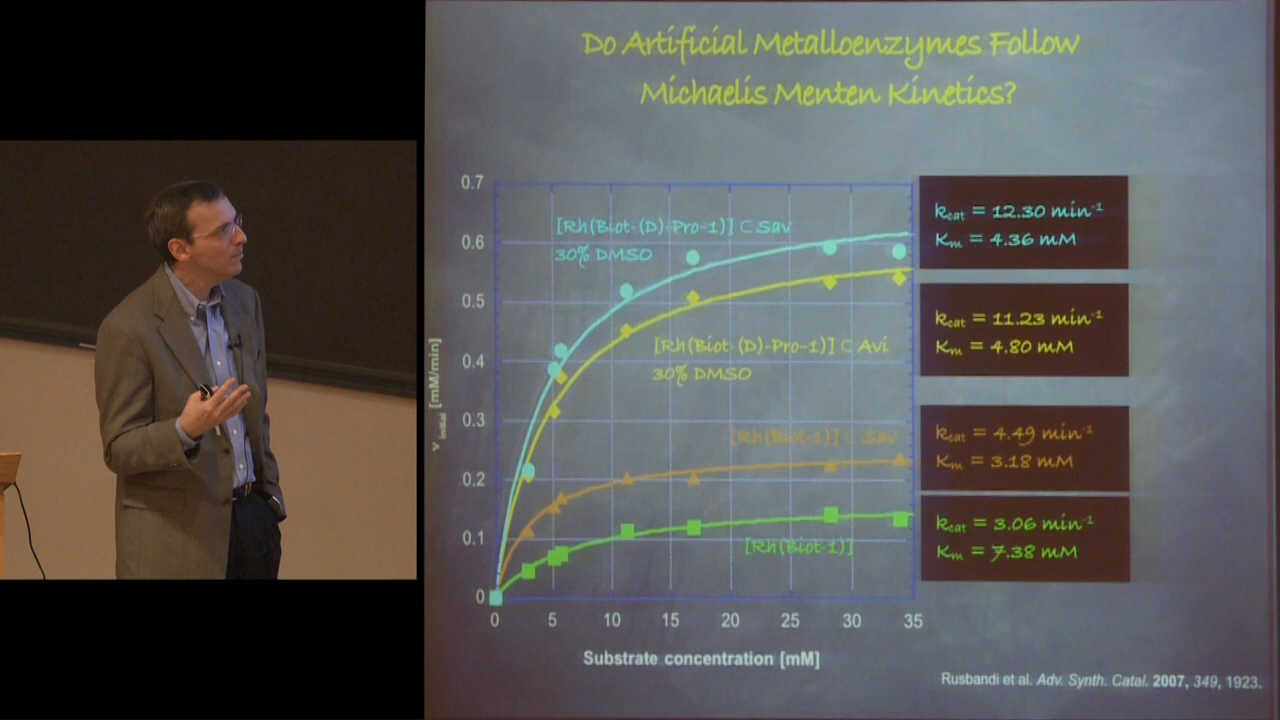 Do Artificial Metalloenzymes Follow
Michaelis Menten Kinetics?
0.7
0.6
0.5
0.4
0.3
0.2
0.1
0
v initial [mM/min]
[Rh(Biot-(D)-Pro-1)] ⊂ Sav
30% DMSO
[Rh(Biot-(D)-Pro-1)] ⊂ Avi
30% DMSO
[Rh(Biot-1)] ⊂ Sav
[Rh(Biot-1)]
0 5 10 15 20 25 30 35
Substrate concentration [mM]
kcat = 12.30 min⁻¹
Km = 4.36 mM
kcat = 11.23 min⁻¹
Km = 4.80 mM
kcat = 4.49 min⁻¹
Km = 3.18 mM
kcat = 3.06 min⁻¹
Km = 7.38 mM
Rusbandi et al. Adv. Synth. Catal. 2007, 349, 1923.